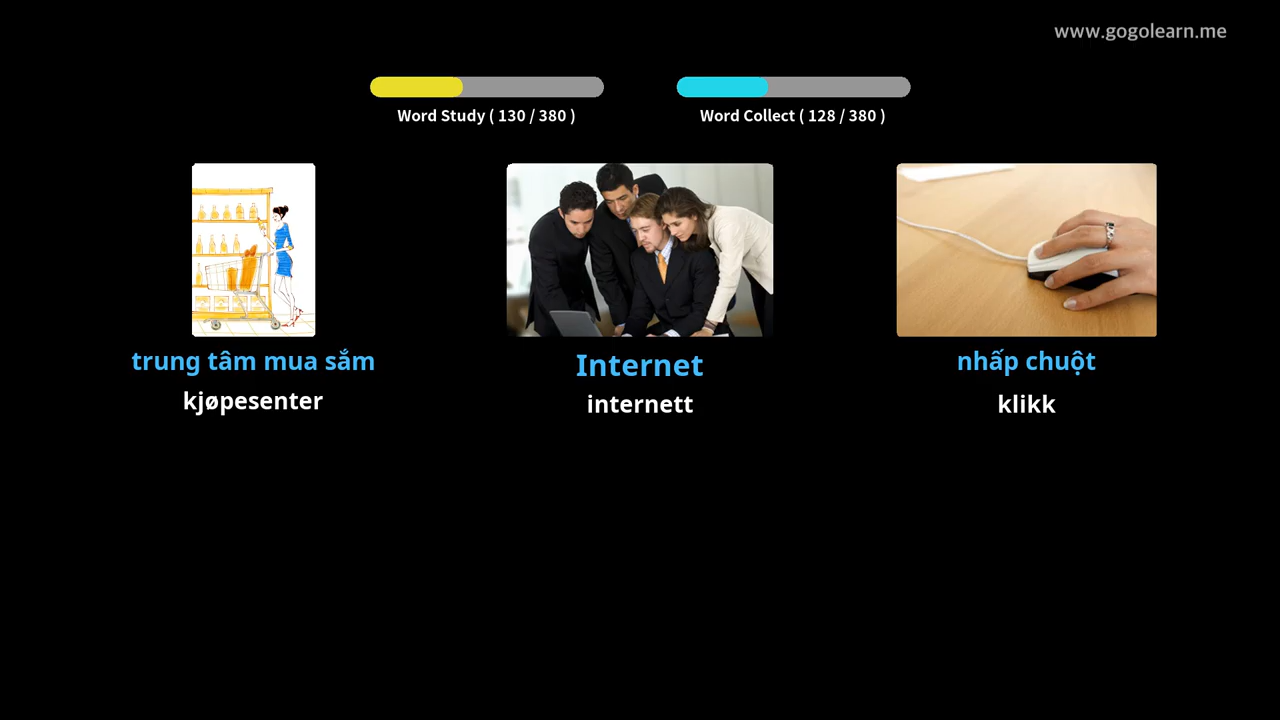 www.gogolearn.me
Word Study ( 130 / 380 )
Word Collect ( 128 / 380 )
trung tâm mua sắm
kjøpesenter
Internet
internett
nhấp chuột
klikk